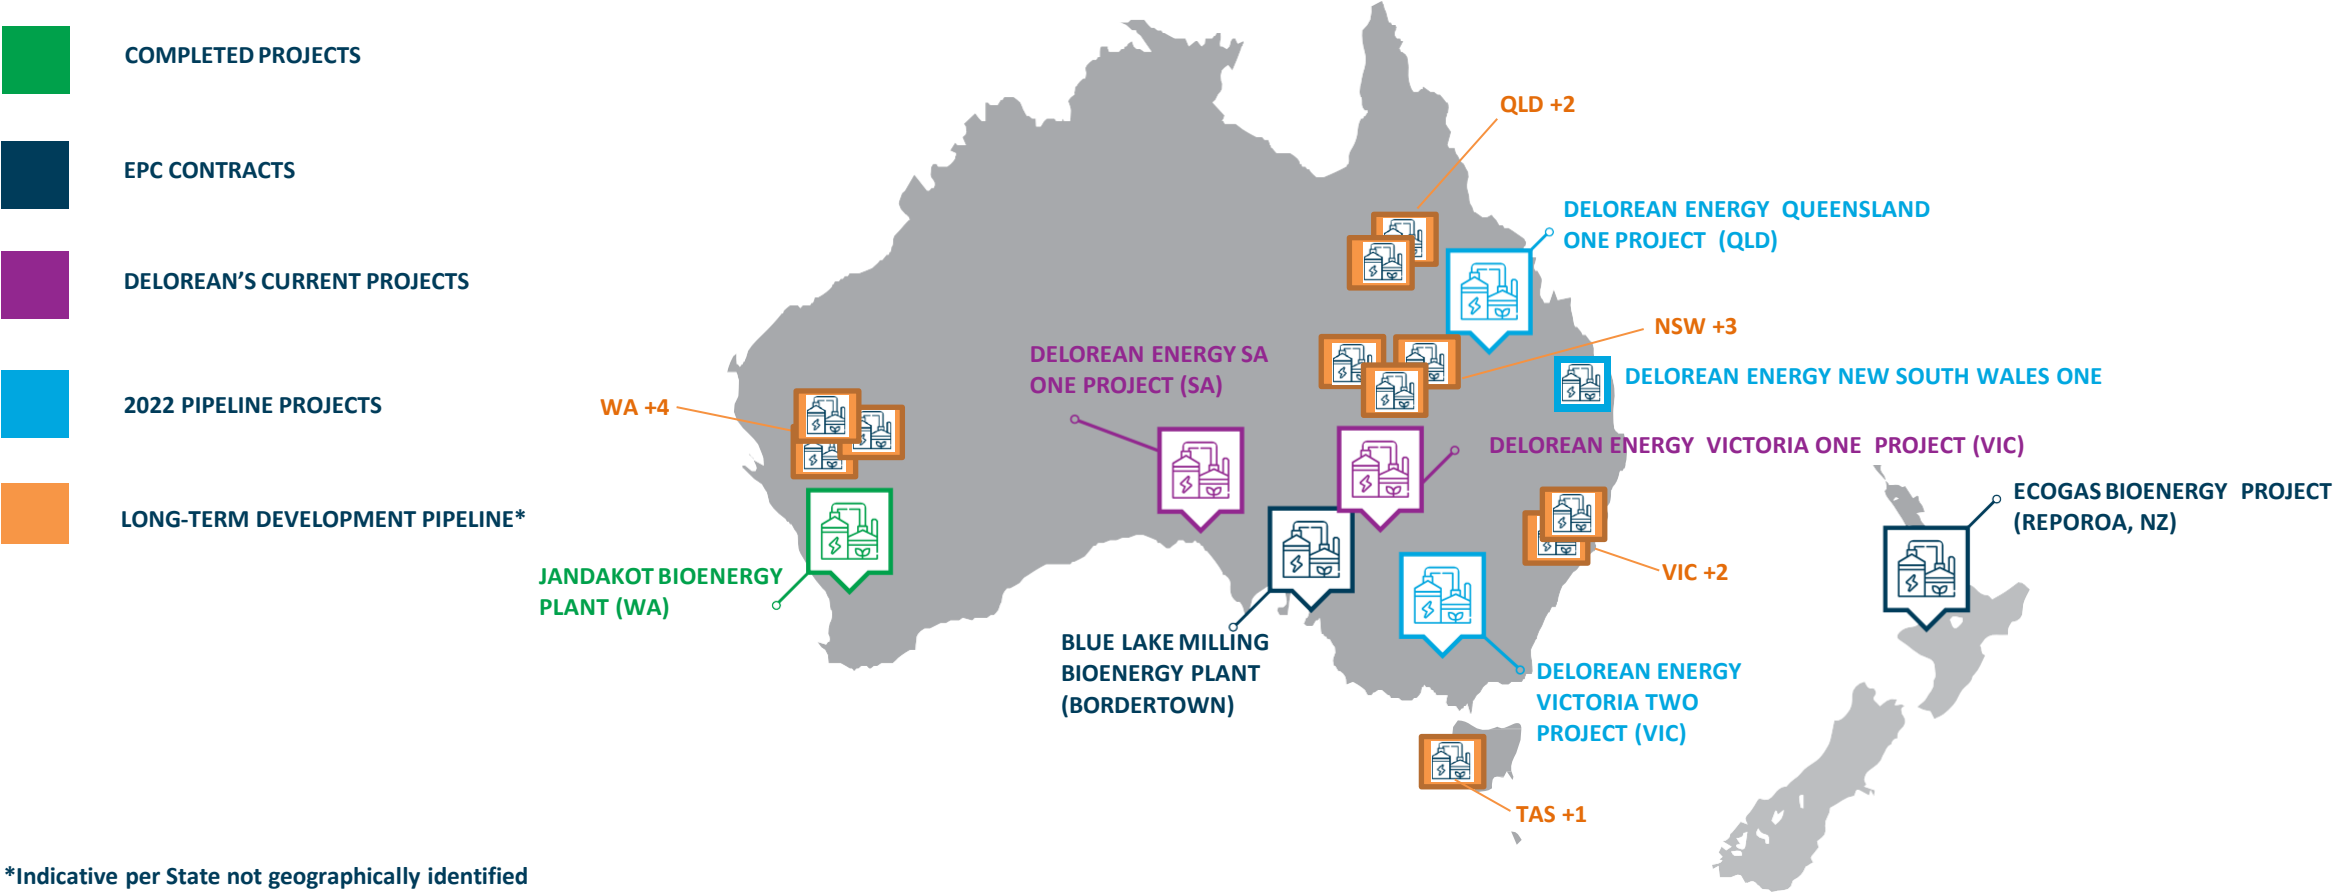 COMPLETED PROJECTS
EPC CONTRACTS
DELOREAN'S CURRENT PROJECTS
2022 PIPELINE PROJECTS
LONG-TERM DEVELOPMENT PIPELINE*
QLD +2
DELOREAN ENERGY QUEENSLAND
ONE PROJECT (QLD)
NSW +3
DELOREAN ENERGY SA
ONE PROJECT (SA)
DELOREAN ENERGY NEW SOUTH WALES ONE
WA +4
DELOREAN ENERGY VICTORIA ONE PROJECT (VIC)
ECOGAS BIOENERGY PROJECT
(REPOROA, NZ)
JANDAKOT BIOENERGY
PLANT (WA)
VIC +2
BLUE LAKE MILLING
BIOENERGY PLANT
(BORDERTOWN)
DELOREAN ENERGY
VICTORIA TWO
PROJECT (VIC)
TAS +1
*Indicative per State not geographically identified